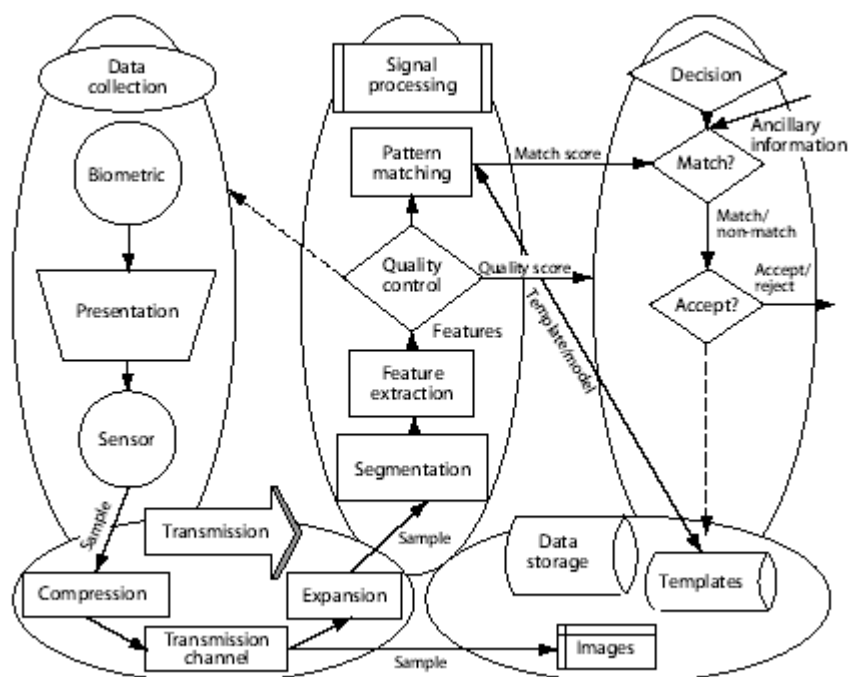 Data
collection
Signal
processing
Decision
Ancillary
information
Biometric
Pattern
matching
Match score
Match?
Match/
non-match
Quality
control
Quality score
Accept/
reject
Presentation
Accept?
Features
Template/model
Feature
extraction
Sensor
Segmentation
Sample
Transmission
Sample
Data
storage
Templates
Compression
Expansion
Transmission
channel
Sample
Images